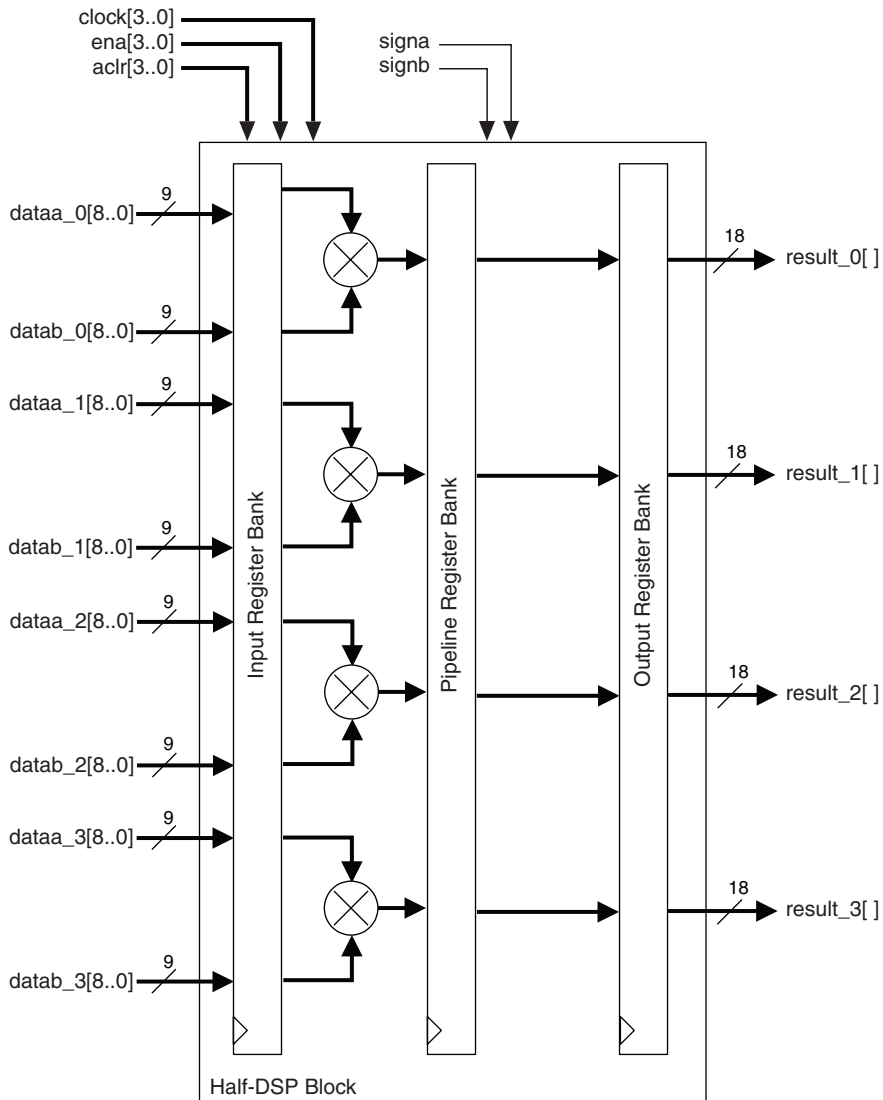 clock[3..0]
ena[3..0]
aclr[3..0]
signa
signb
9
dataa_0[8..0]
18
result_0[ ]
9
datab_0[8..0]
9
dataa_1[8..0]
18
result_1[ ]
9
datab_1[8..0]
Input Register Bank
Pipeline Register Bank
Output Register Bank
9
dataa_2[8..0]
18
result_2[ ]
9
datab_2[8..0]
9
dataa_3[8..0]
18
result_3[ ]
9
datab_3[8..0]
Half-DSP Block